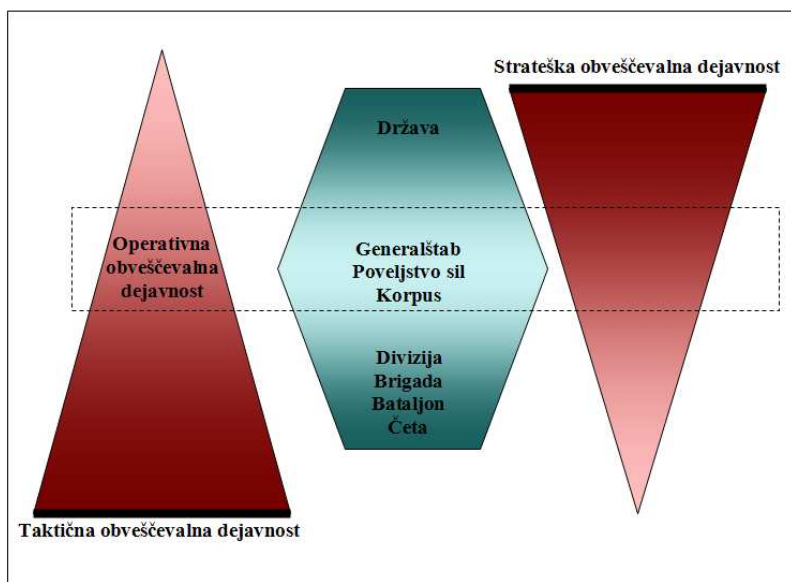 Strateška obveščevalna dejavnost
Država
Operativna
obveščevalna
dejavnost
Generalštab
Poveljstvo sil
Korpus
Divizija
Brigada
Bataljon
Četa
Taktična obveščevalna dejavnost